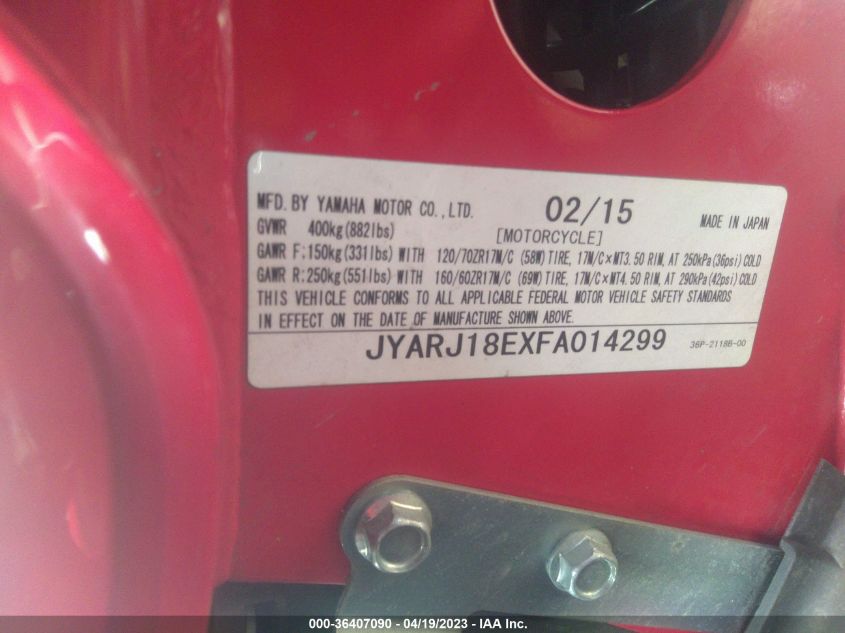 MFD. BY YAMAHA MOTOR CO., LTD. 02/15 MADE IN JAPAN
GVWR 400kg (882lbs) [MOTORCYCLE]
GAWR F: 150kg (331lbs) WITH 120/70ZR17M/C (58W) TIRE, 17M/C×MT3.50 RIM, AT 250kPa (36psi) COLD
GAWR R: 250kg (551lbs) WITH 160/60ZR17M/C (69W) TIRE, 17M/C×MT4.50 RIM, AT 290kPa (42psi) COLD
THIS VEHICLE CONFORMS TO ALL APPLICABLE FEDERAL MOTOR VEHICLE SAFETY STANDARDS
IN EFFECT ON THE DATE OF MANUFACTURE SHOWN ABOVE.
JYARJ18EXFA014299 36P-2118B-00
000-36407090 - 04/19/2023 - IAA Inc.